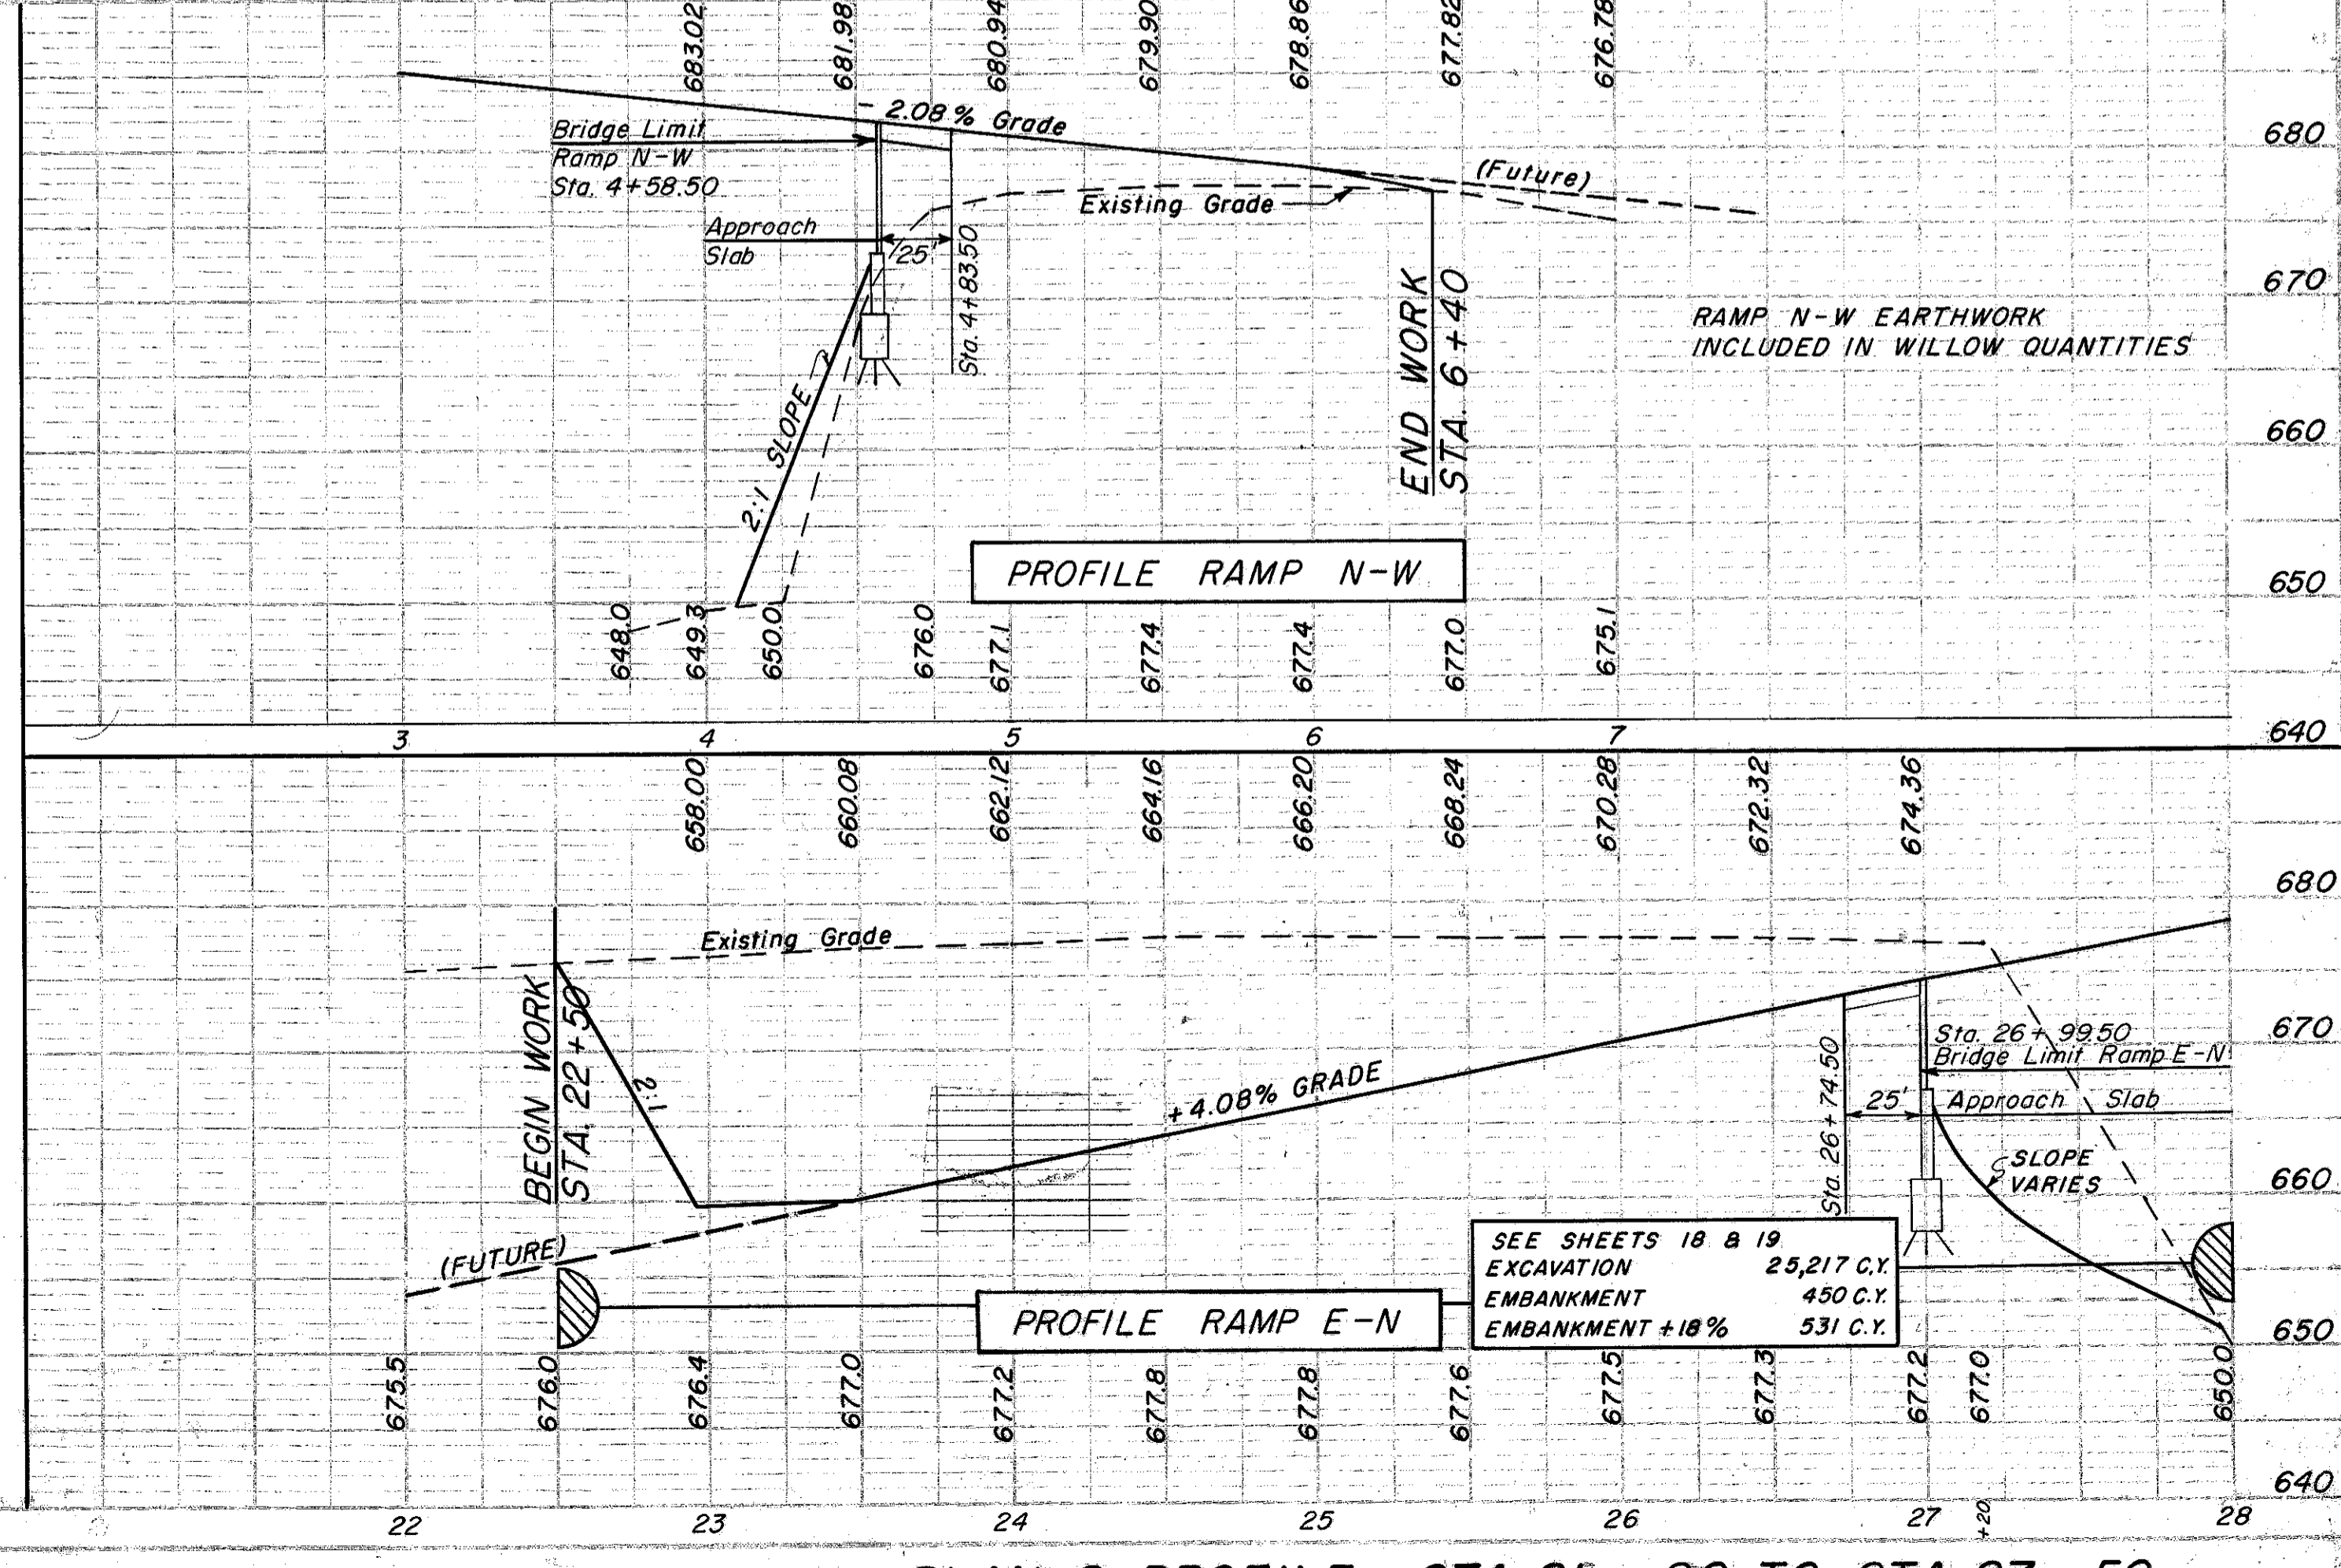 683.02 681.98 680.94 679.90 678.86 677.82 676.78
- 2.08% Grade
680
Bridge Limit
Ramp N-W
Sta. 4+58.50
(Future)
Existing Grade
Approach
Slab
25'
Sta. 4+83.50
670
END WORK
STA. 6+40
RAMP N-W EARTHWORK
INCLUDED IN WILLOW QUANTITIES
2:1 SLOPE
660
PROFILE RAMP N-W
650
648.0 649.3 650.0 676.0 677.1 677.4 677.4 677.0 675.1
3 4 5 6 7
640
658.00 660.08 662.12 664.16 666.20 668.24 670.28 672.32 674.36
680
Existing Grade
BEGIN WORK
STA. 22+50
2:1
670
Sta. 26+99.50
Bridge Limit Ramp E-N
+4.08% GRADE
Sta. 26+74.50
25'
Approach Slab
SLOPE
VARIES
660
(FUTURE)
SEE SHEETS 18 & 19
EXCAVATION 25,217 C.Y.
EMBANKMENT 450 C.Y.
EMBANKMENT +18% 531 C.Y.
PROFILE RAMP E-N
650
675.5 676.0 676.4 677.0 677.2 677.8 677.8 677.6 677.5 677.3 677.2 677.0 650.0
640
22 23 24 25 26 27 +20 28